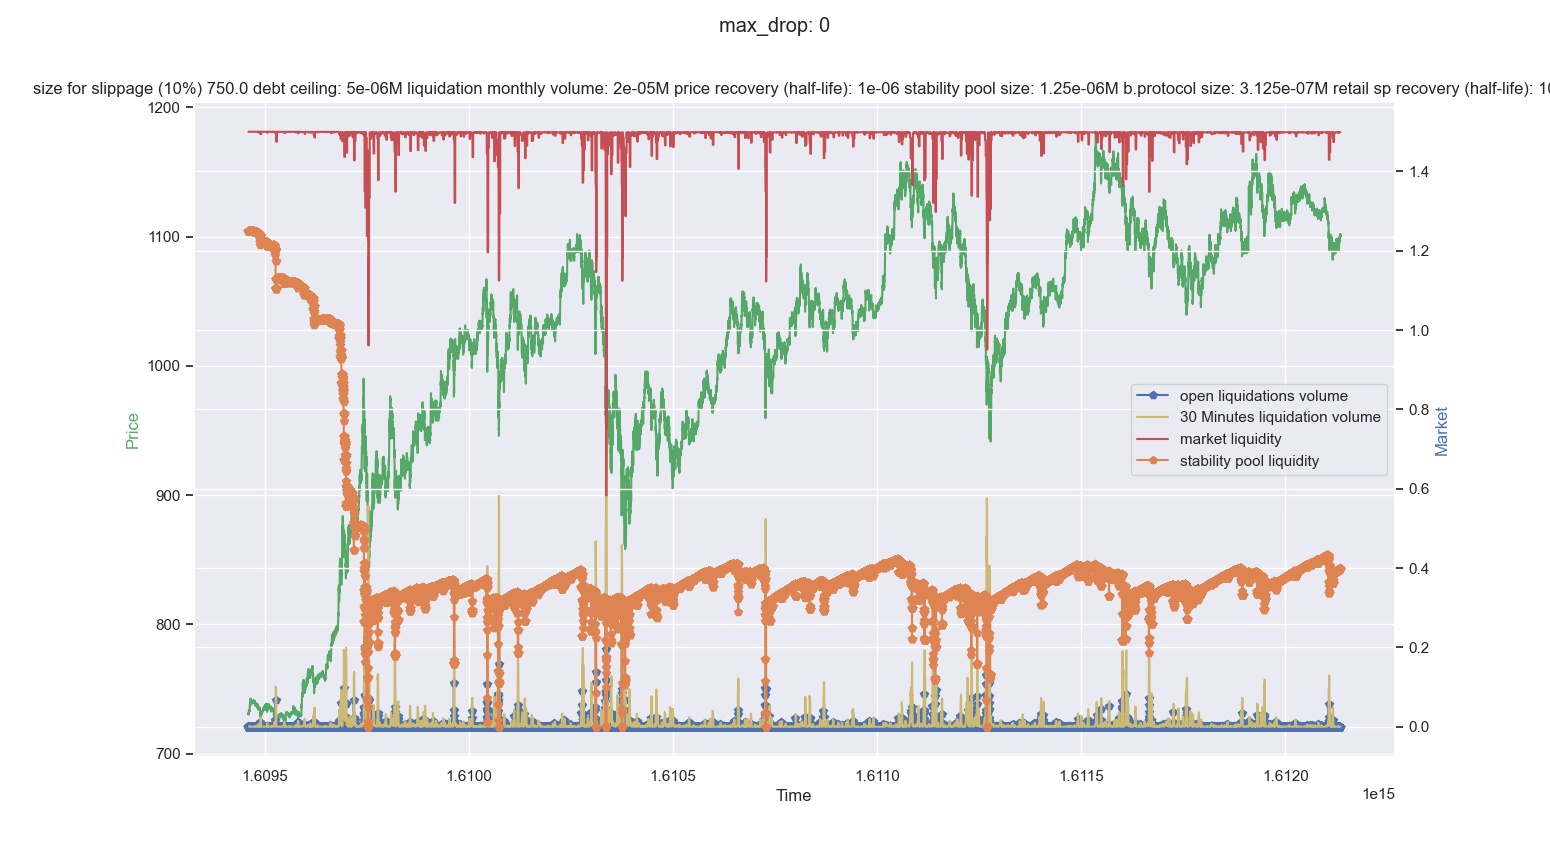 max_drop: 0
size for slippage (10%) 750.0 debt ceiling: 5e-06M liquidation monthly volume: 2e-05M price recovery (half-life): 1e-06 stability pool size: 1.25e-06M b.protocol size: 3.125e-07M retail sp recovery (half-life):
1200
1100
1000
900
800
700
Price
1.4
1.2
1.0
0.8
0.6
0.4
0.2
0.0
Market
open liquidations volume
30 Minutes liquidation volume
market liquidity
stability pool liquidity
1.6095 1.6100 1.6105 1.6110 1.6115 1.6120
Time
1e15